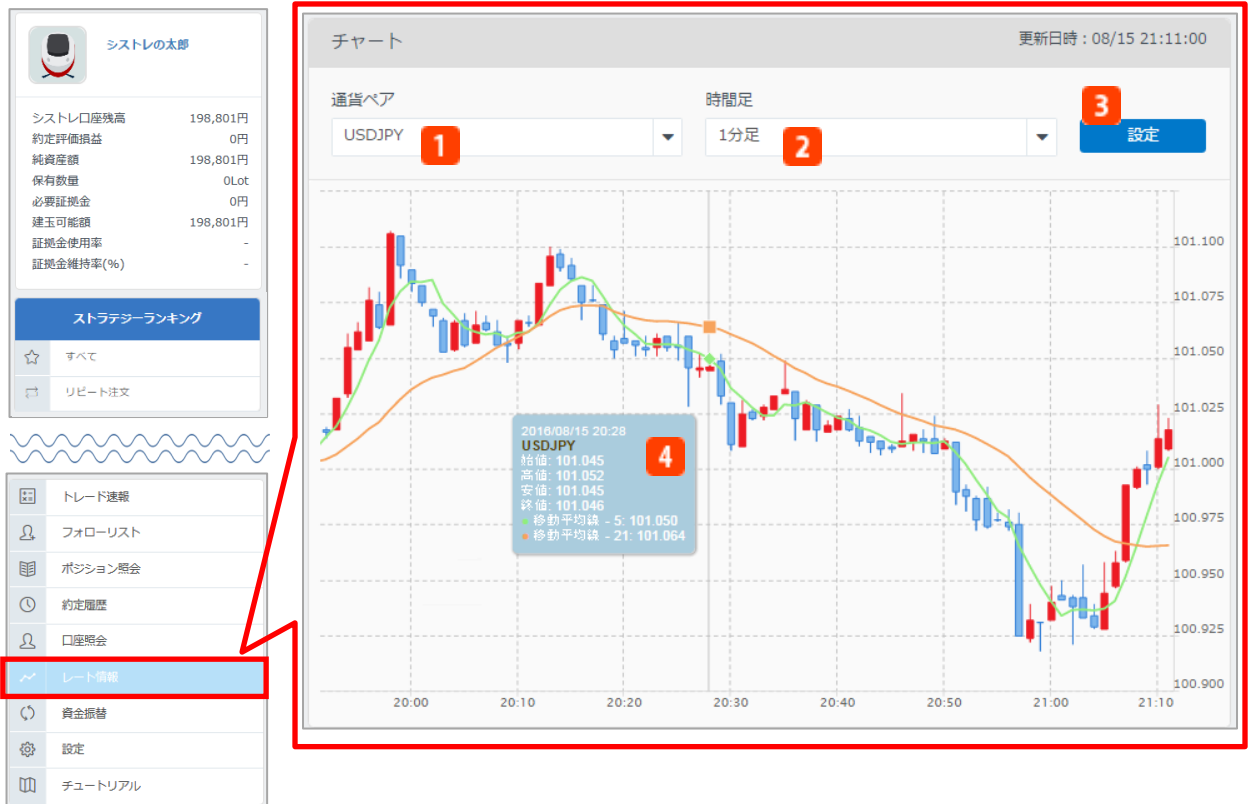 シストレの太郎
シストレ口座残高 198,801円
約定評価損益 0円
純資産額 198,801円
保有数量 0Lot
必要証拠金 0円
建玉可能額 198,801円
証拠金使用率 -
証拠金維持率(%) -
ストラテジーランキング
すべて
リピート注文
トレード速報
フォローリスト
ポジション照会
約定履歴
口座照会
レート情報
資金振替
設定
チュートリアル
チャート 更新日時：08/15 21:11:00
通貨ペア 時間足
3
USDJPY 1 1分足 2 設定
101.100
101.075
101.050
101.025
101.000
100.975
100.950
100.925
100.900
2016/08/15 20:28
USDJPY
始値: 101.045
高値: 101.052
安値: 101.045
終値: 101.046
移動平均線 - 5: 101.050
移動平均線 - 21: 101.064
4
20:00 20:10 20:20 20:30 20:40 20:50 21:00 21:10